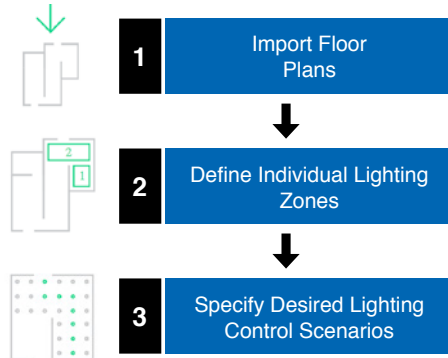 1
Import Floor
Plans
2
1
2
Define Individual Lighting
Zones
3
Specify Desired Lighting
Control Scenarios